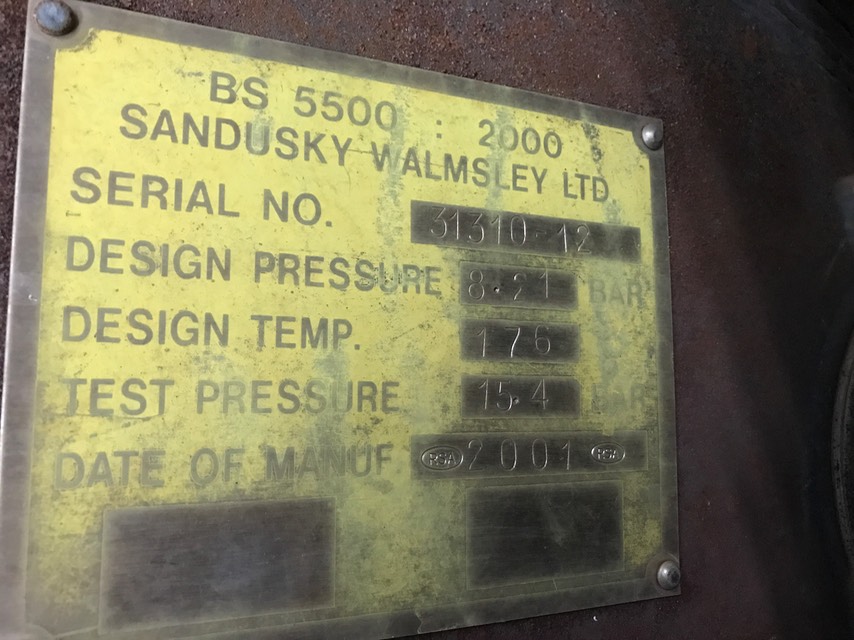 BS 5500 : 2000
SANDUSKY WALMSLEY LTD
SERIAL NO. 31310-12
DESIGN PRESSURE 8.21 BAR
DESIGN TEMP. 176
TEST PRESSURE 15.4 BAR
DATE OF MANUF RSA 2001 RSA